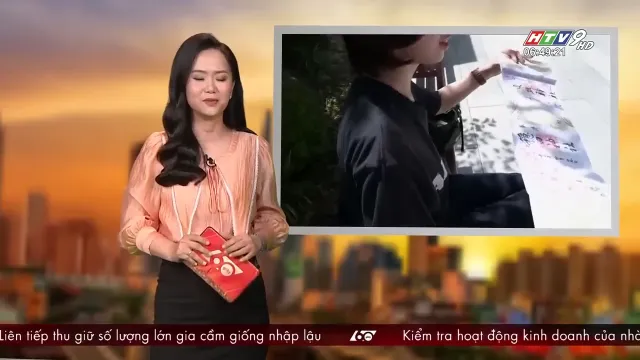 HTV9 HD
06:49:21
Liên tiếp thu giữ số lượng lớn gia cầm giống nhập lậu
60
Kiểm tra hoạt động kinh doanh của nhà